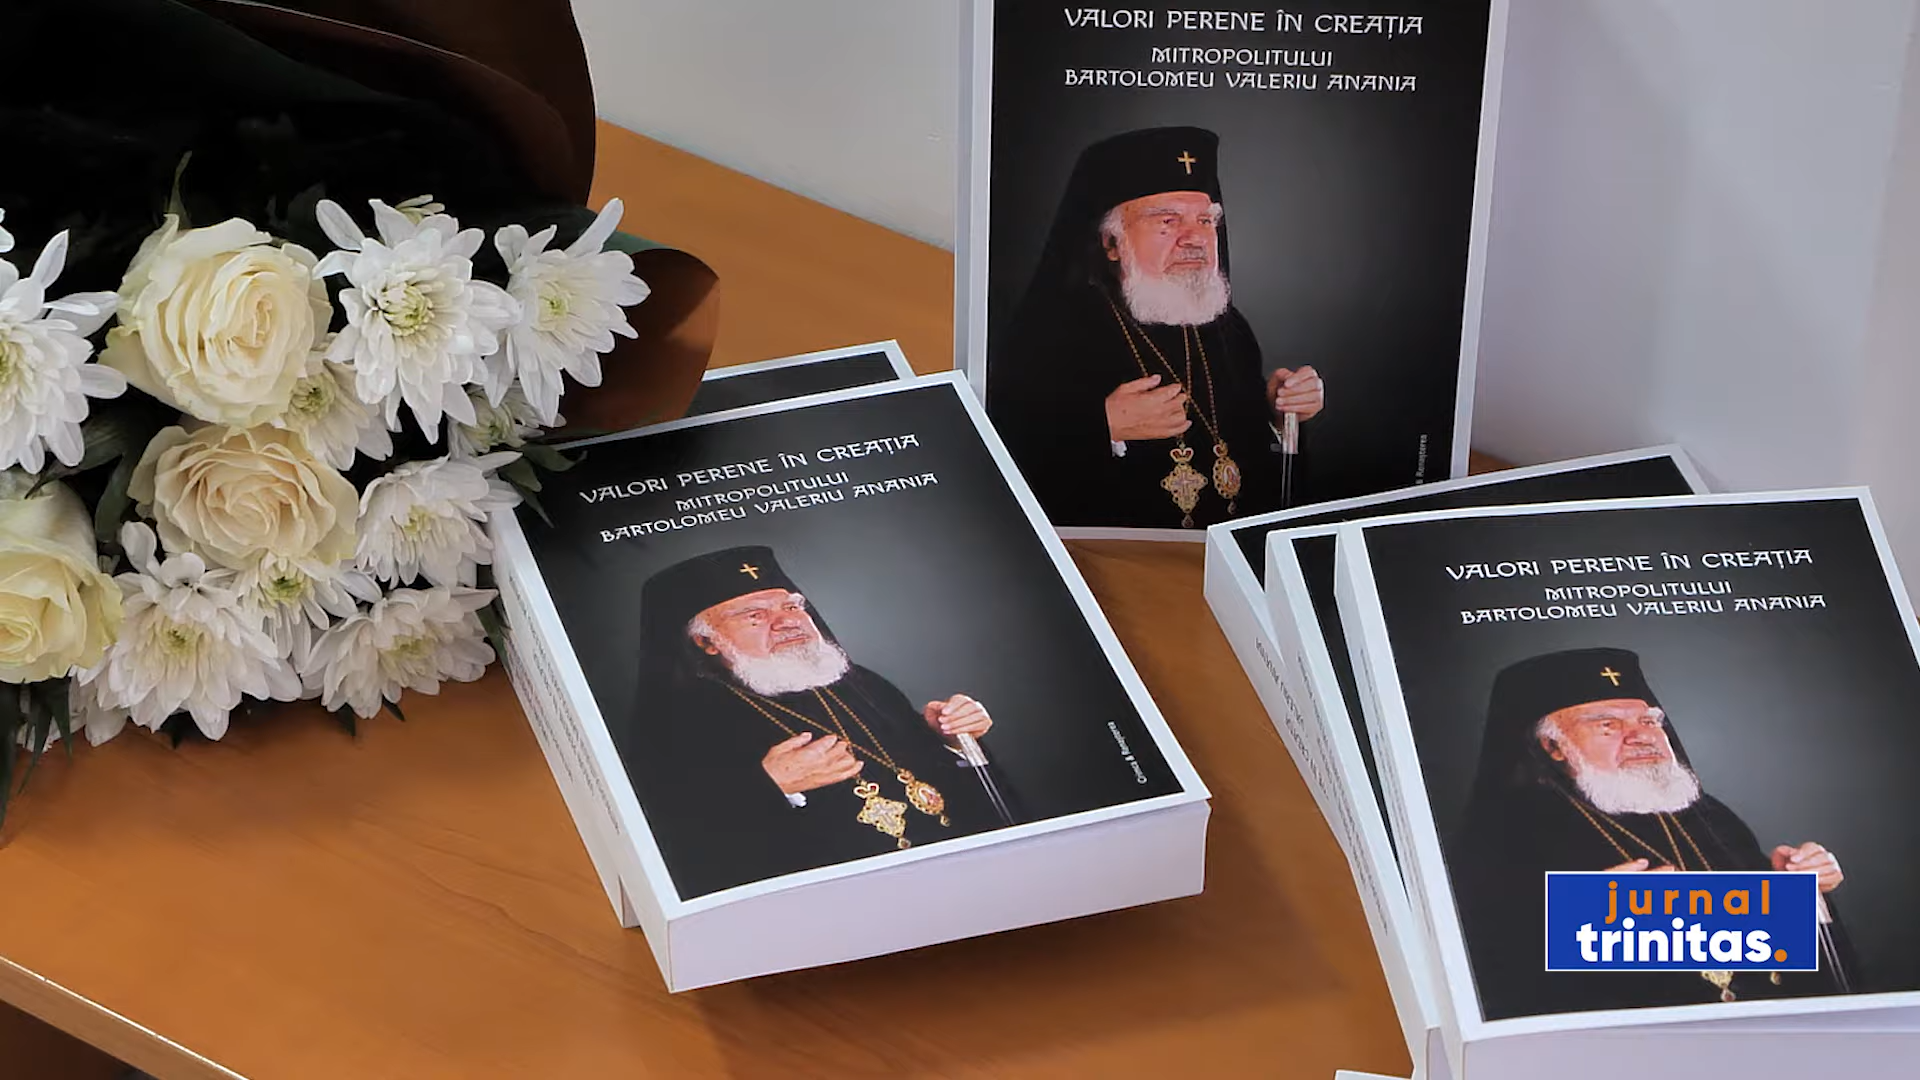 VALORI PERENE ÎN CREAȚIA
MITROPOLITULUI
BARTOLOMEU VALERIU ANANIA
VALORI PERENE ÎN CREAȚIA
MITROPOLITULUI
BARTOLOMEU VALERIU ANANIA
VALORI PERENE ÎN CREAȚIA
MITROPOLITULUI
BARTOLOMEU VALERIU ANANIA
jurnal
trinitas.